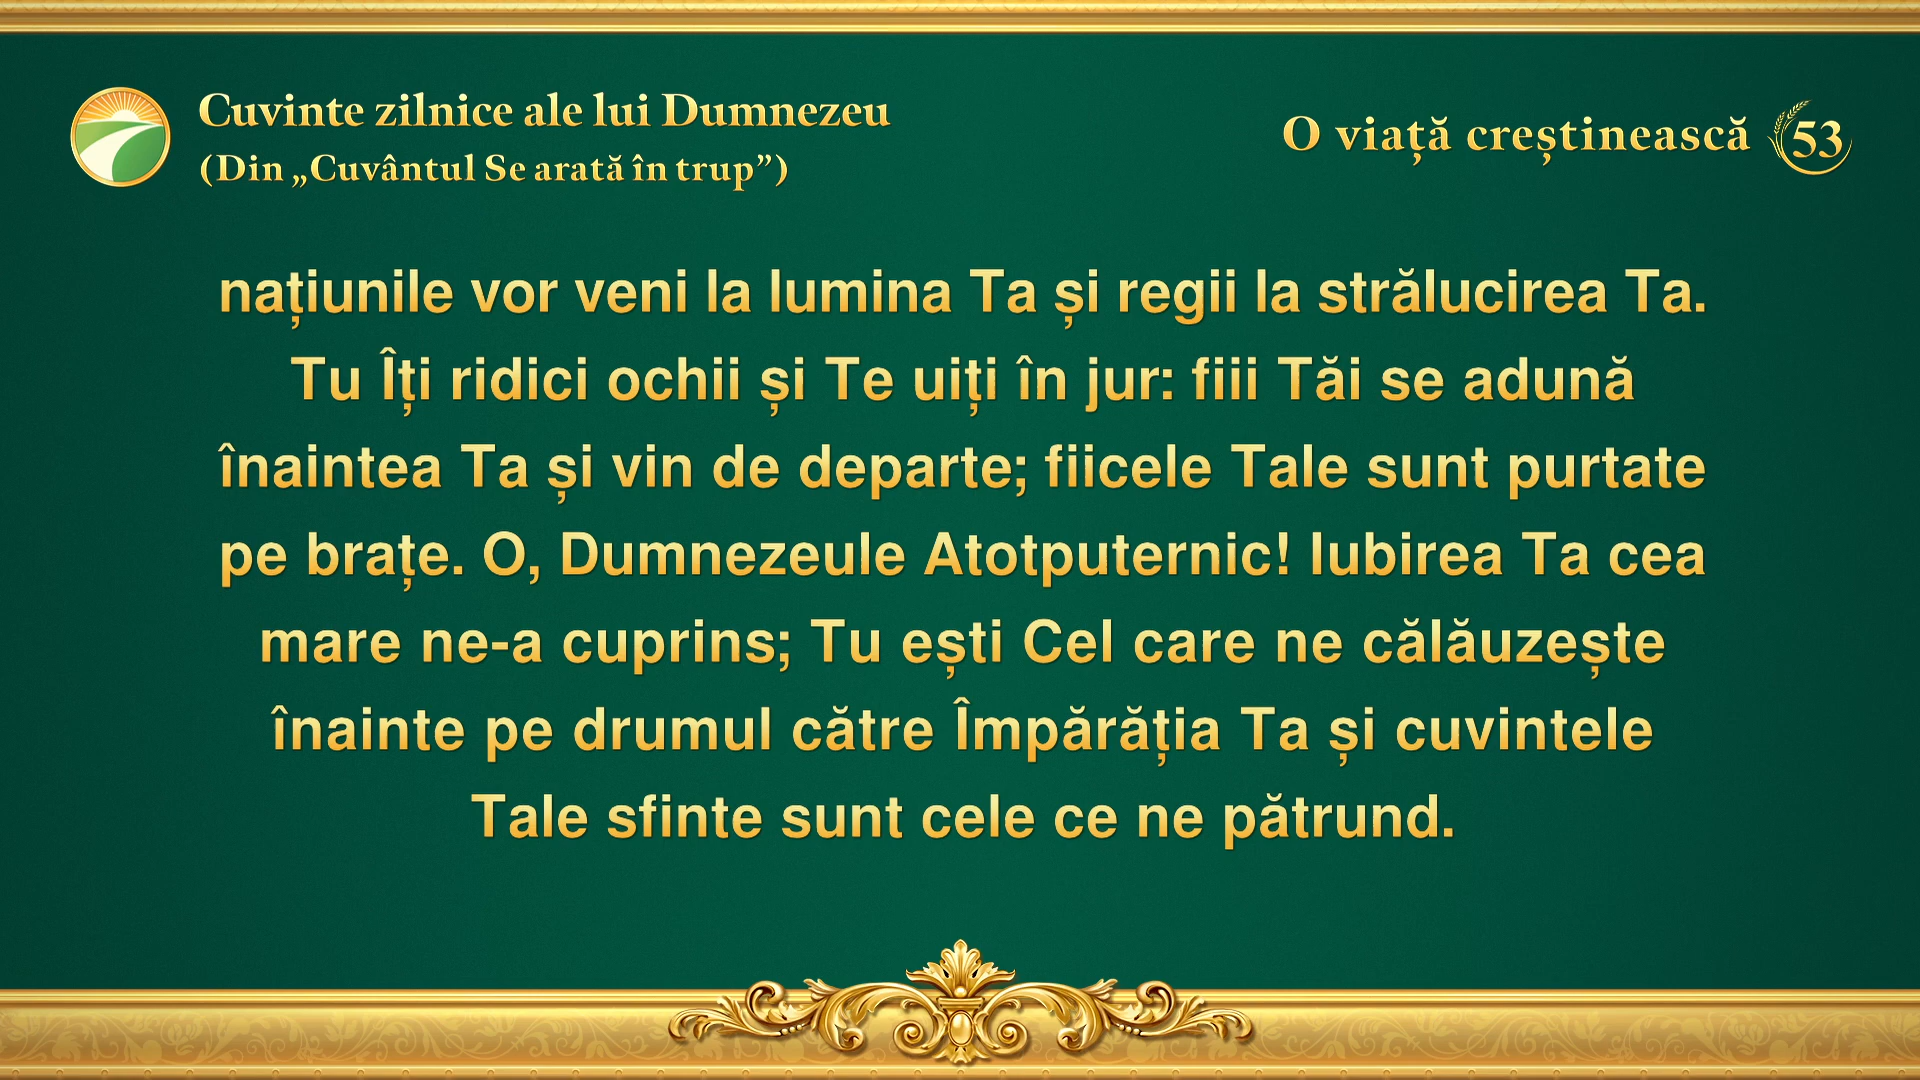 Cuvinte zilnice ale lui Dumnezeu
(Din „Cuvântul Se arată în trup”)
O viață creștinească 53
națiunile vor veni la lumina Ta și regii la strălucirea Ta.
Tu Îți ridici ochii și Te uiți în jur: fiii Tăi se adună
înaintea Ta și vin de departe; fiicele Tale sunt purtate
pe brațe. O, Dumnezeule Atotputernic! Iubirea Ta cea
mare ne-a cuprins; Tu ești Cel care ne călăuzește
înainte pe drumul către Împărăția Ta și cuvintele
Tale sfinte sunt cele ce ne pătrund.